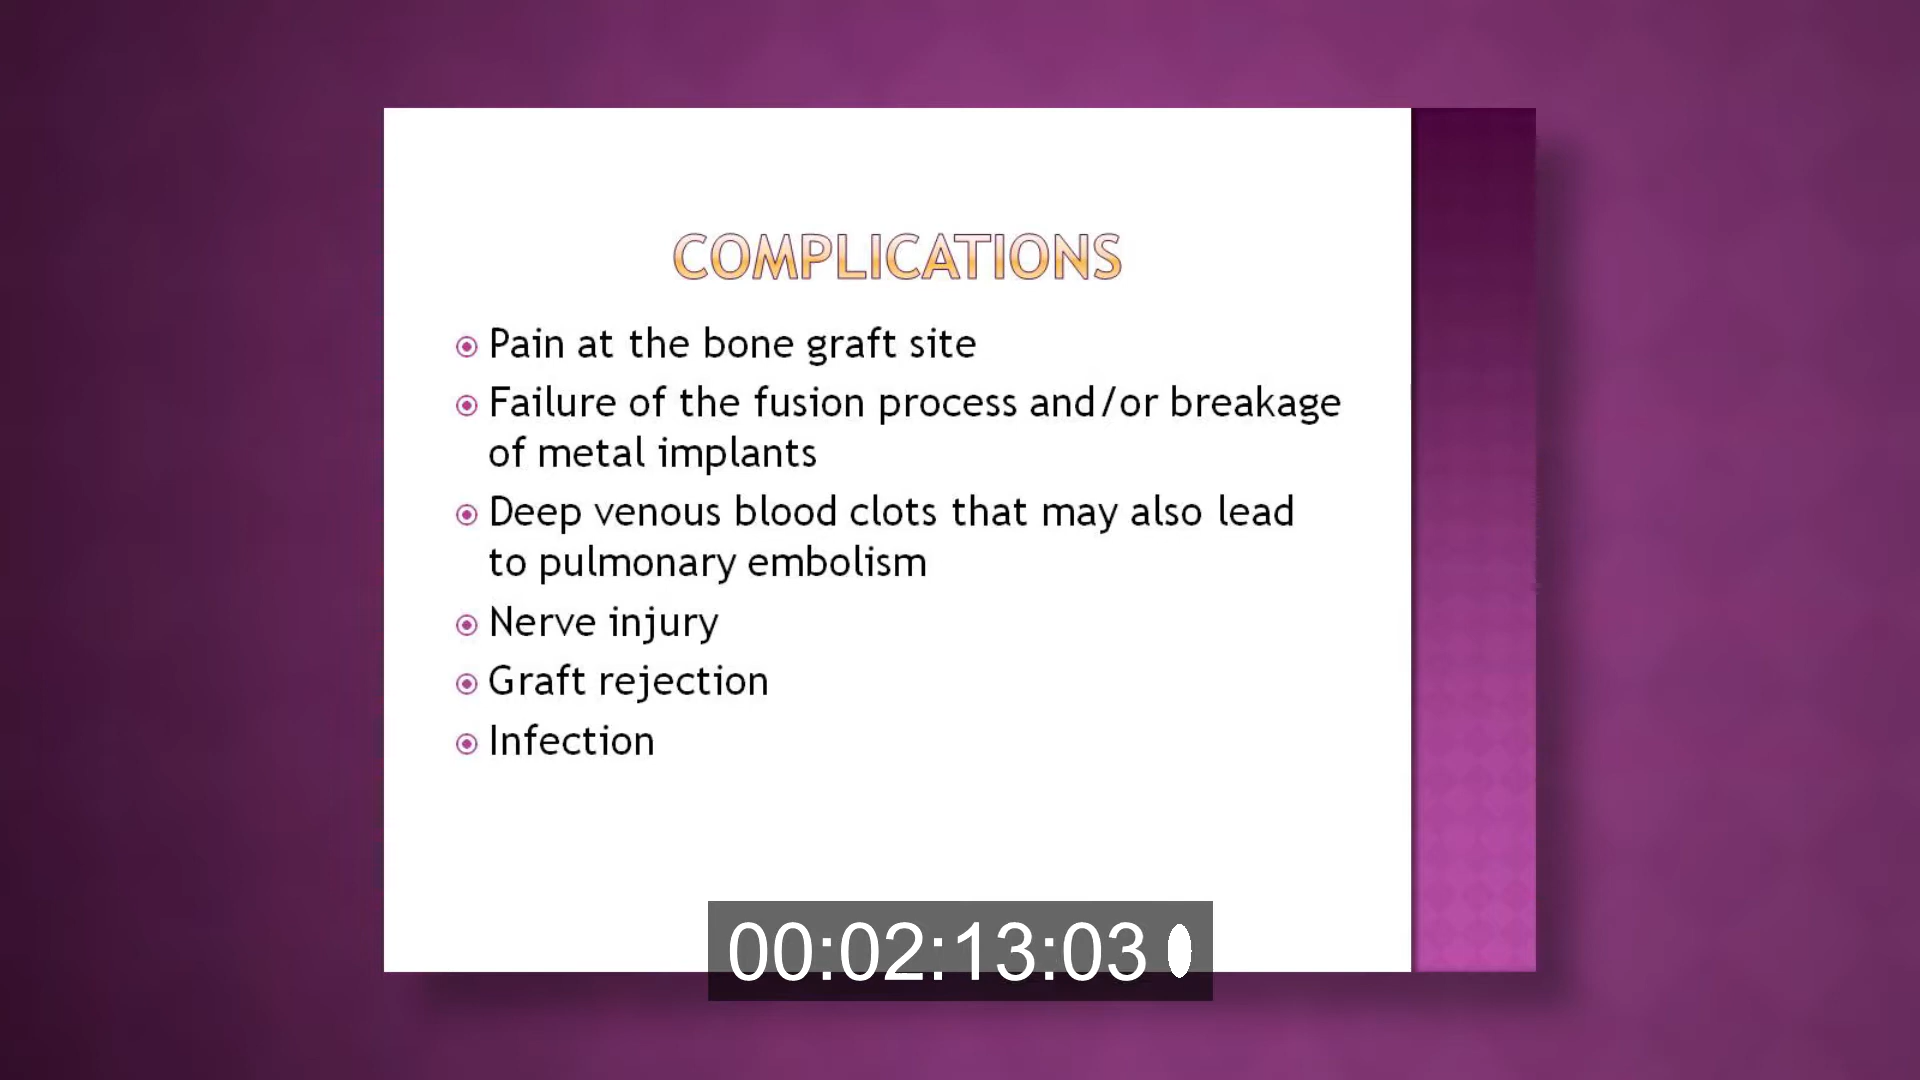 COMPLICATIONS
Pain at the bone graft site
Failure of the fusion process and/or breakage
of metal implants
Deep venous blood clots that may also lead
to pulmonary embolism
Nerve injury
Graft rejection
Infection
00:02:13:03